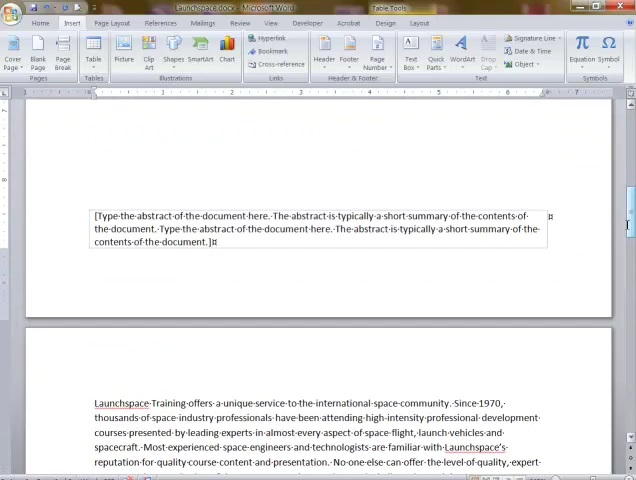 Launchspace.docx - Microsoft Word
Table Tools
Home
Insert
Page Layout
References
Mailings
Review
View
Developer
Acrobat
Design
Layout
Cover Page
Blank Page
Page Break
Table
Picture
Clip Art
Shapes
SmartArt
Chart
Hyperlink
Bookmark
Cross-reference
Header
Footer
Page Number
Text Box
Quick Parts
WordArt
Drop Cap
Signature Line
Date & Time
Object
Equation
Symbol
Pages
Tables
Illustrations
Links
Header & Footer
Text
Symbols
[Type·the·abstract·of·the·document·here.··The·abstract·is·typically·a·short·summary·of·the·contents·of·
the·document.··Type·the·abstract·of·the·document·here.··The·abstract·is·typically·a·short·summary·of·the·
contents·of·the·document.]¤
Launchspace·Training·offers·a·unique·service·to·the·international·space·community.··Since·1970,·
thousands·of·space·industry·professionals·have·been·attending·high-intensity·professional·development·
courses·presented·by·leading·experts·in·almost·every·aspect·of·space·flight,·launch·vehicles·and·
spacecraft.··Most·experienced·space·engineers·and·technologists·are·familiar·with·Launchspace's·
reputation·for·quality·course·content·and·presentation.··No·one·else·can·offer·the·level·of·quality,·expert·